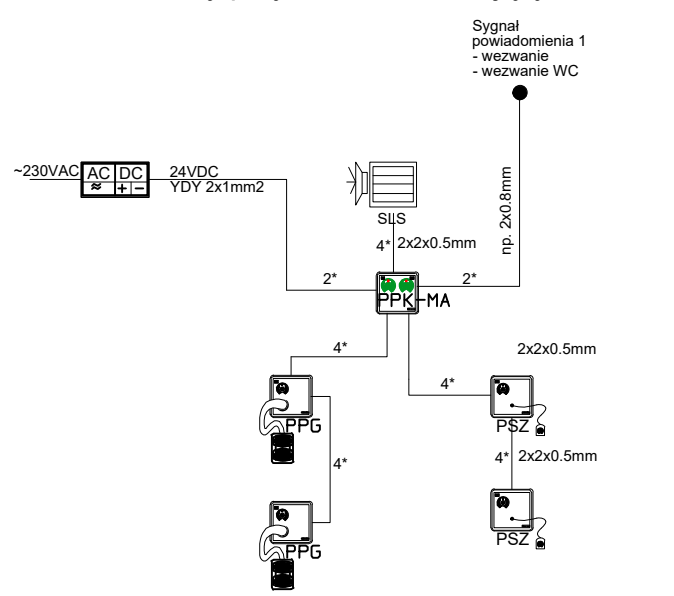 Sygnał
powiadomienia 1
- wezwanie
- wezwanie WC
~230VAC
AC DC
≈ + −
24VDC
YDY 2x1mm2
np. 2x0.8mm
SLS
4* 2x2x0.5mm
2*
2*
PPK-MA
4*
2x2x0.5mm
4*
PPG
PSZ
4*
4* 2x2x0.5mm
PPG
PSZ